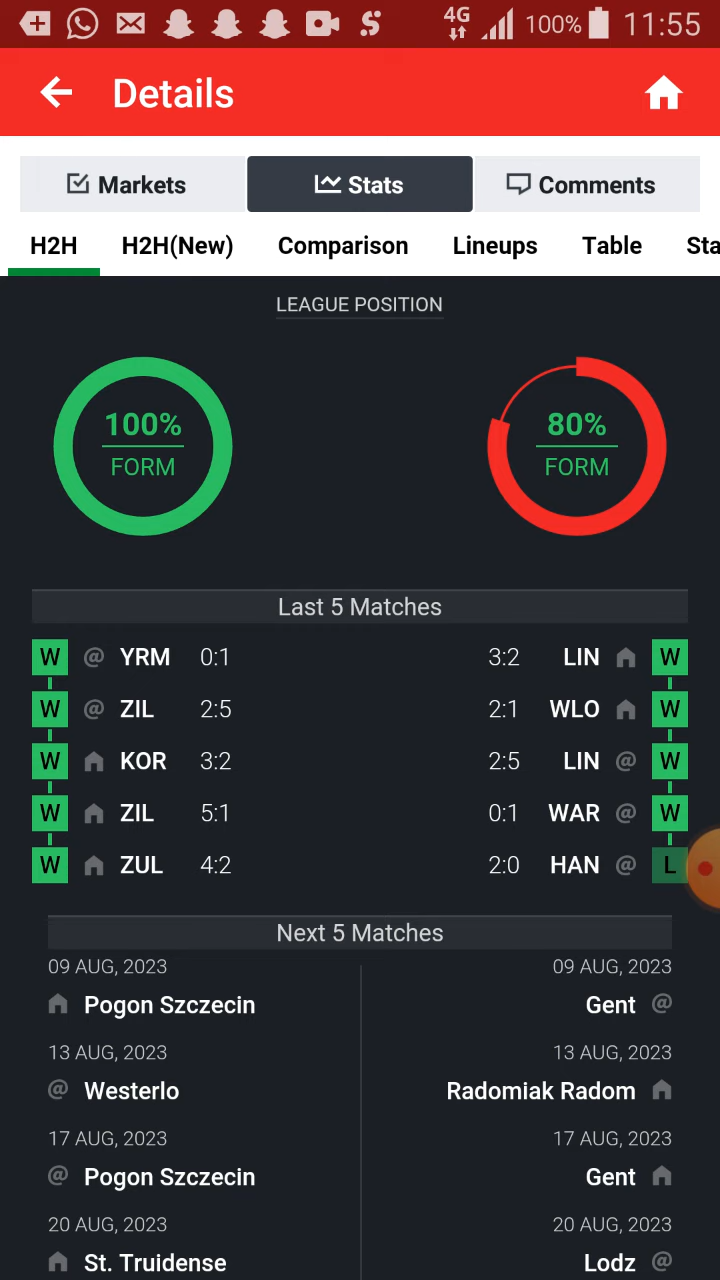 4G 100% 11:55
Details
Markets Stats Comments
H2H H2H(New) Comparison Lineups Table Sta
LEAGUE POSITION
100% 80%
FORM FORM
Last 5 Matches
W @ YRM 0:1 3:2 LIN W
W @ ZIL 2:5 2:1 WLO W
W KOR 3:2 2:5 LIN @ W
W ZIL 5:1 0:1 WAR @ W
W ZUL 4:2 2:0 HAN @ L
Next 5 Matches
09 AUG, 2023 09 AUG, 2023
Pogon Szczecin Gent @
13 AUG, 2023 13 AUG, 2023
@ Westerlo Radomiak Radom
17 AUG, 2023 17 AUG, 2023
@ Pogon Szczecin Gent
20 AUG, 2023 20 AUG, 2023
St. Truidense Lodz @